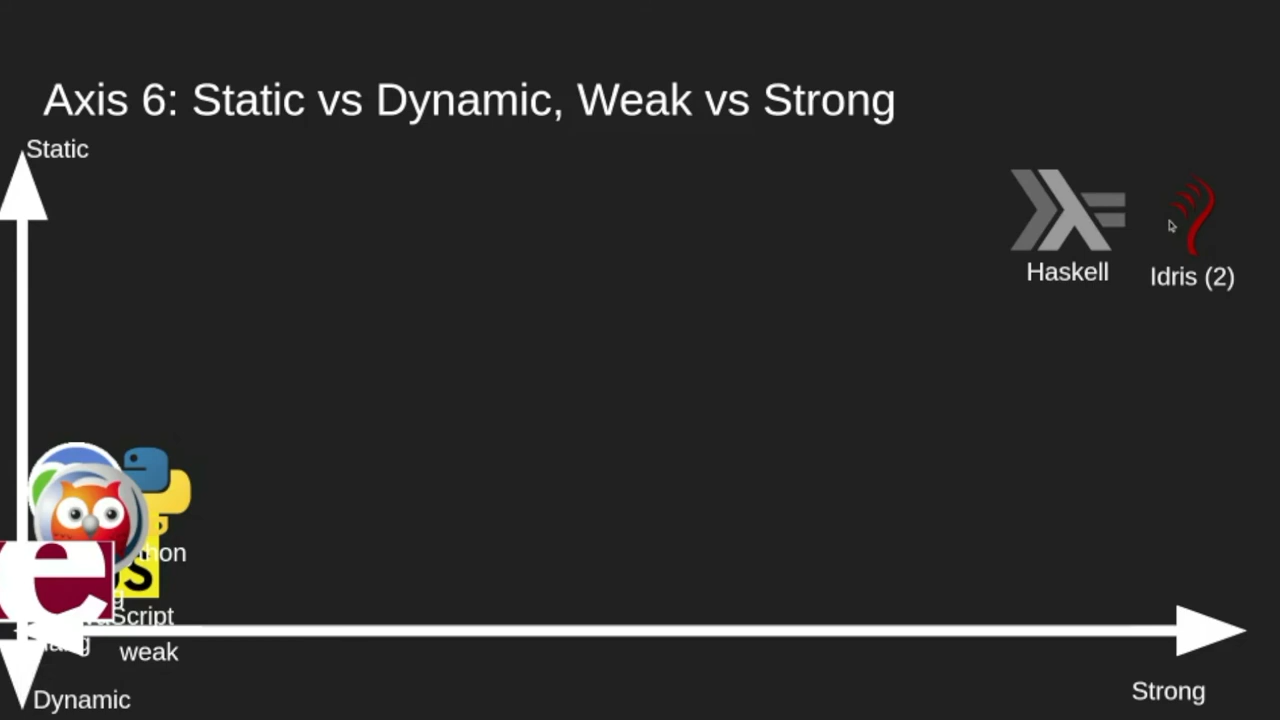 Axis 6: Static vs Dynamic, Weak vs Strong
Static
Haskell
Idris (2)
weak
Dynamic
Strong